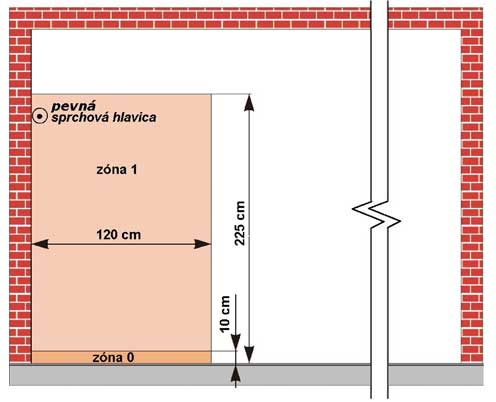 pevná
sprchová hlavica
zóna 1
120 cm
225 cm
10 cm
zóna 0